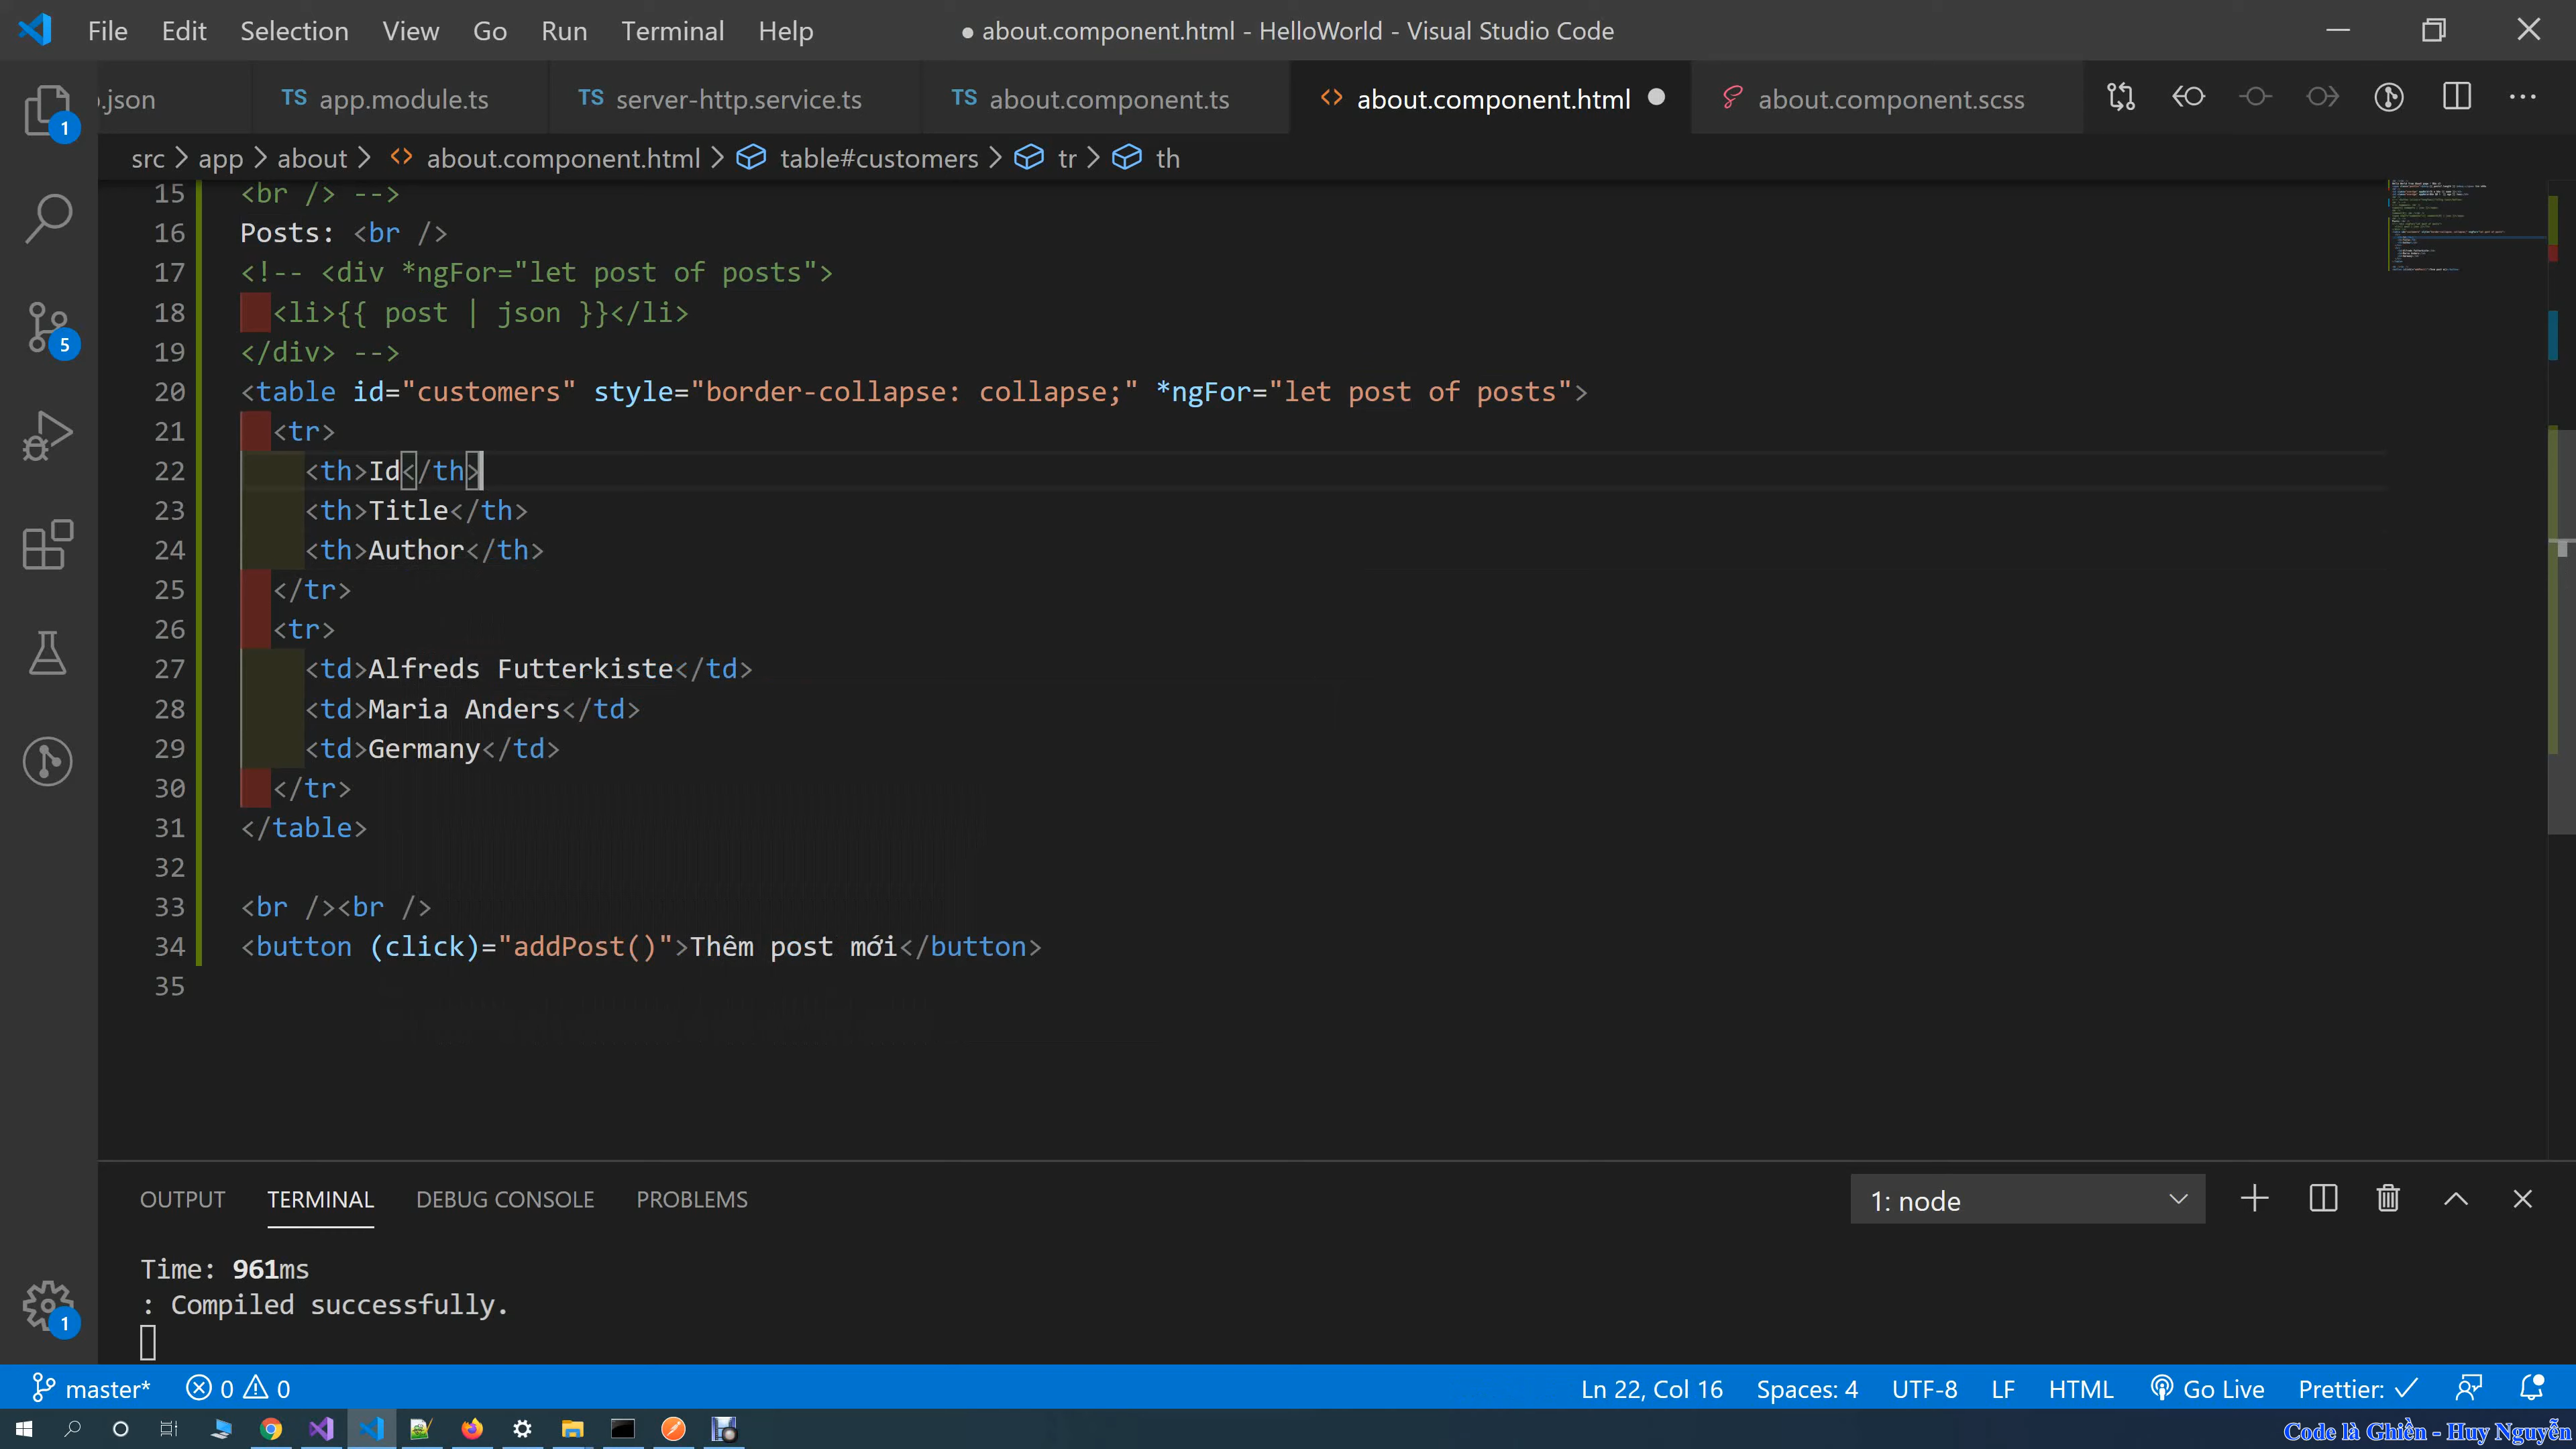 File Edit Selection View Go Run Terminal Help
● about.component.html - HelloWorld - Visual Studio Code
.json
TS app.module.ts
TS server-http.service.ts
TS about.component.ts
<> about.component.html ●
about.component.scss
src > app > about > <> about.component.html > table#customers > tr > th
15 <br /> -->
16 Posts: <br />
17 <!-- <div *ngFor="let post of posts">
18 <li>{{ post | json }}</li>
19 </div> -->
20 <table id="customers" style="border-collapse: collapse;" *ngFor="let post of posts">
21 <tr>
22 <th>Id</th>
23 <th>Title</th>
24 <th>Author</th>
25 </tr>
26 <tr>
27 <td>Alfreds Futterkiste</td>
28 <td>Maria Anders</td>
29 <td>Germany</td>
30 </tr>
31 </table>
32
33 <br /><br />
34 <button (click)="addPost()">Thêm post mới</button>
35
1
5
1
OUTPUT TERMINAL DEBUG CONSOLE PROBLEMS
1: node
Time: 961ms
: Compiled successfully.
master* 0 0
Ln 22, Col 16 Spaces: 4 UTF-8 LF HTML Go Live Prettier: ✓
Code là Ghiền - Huy Nguyễn